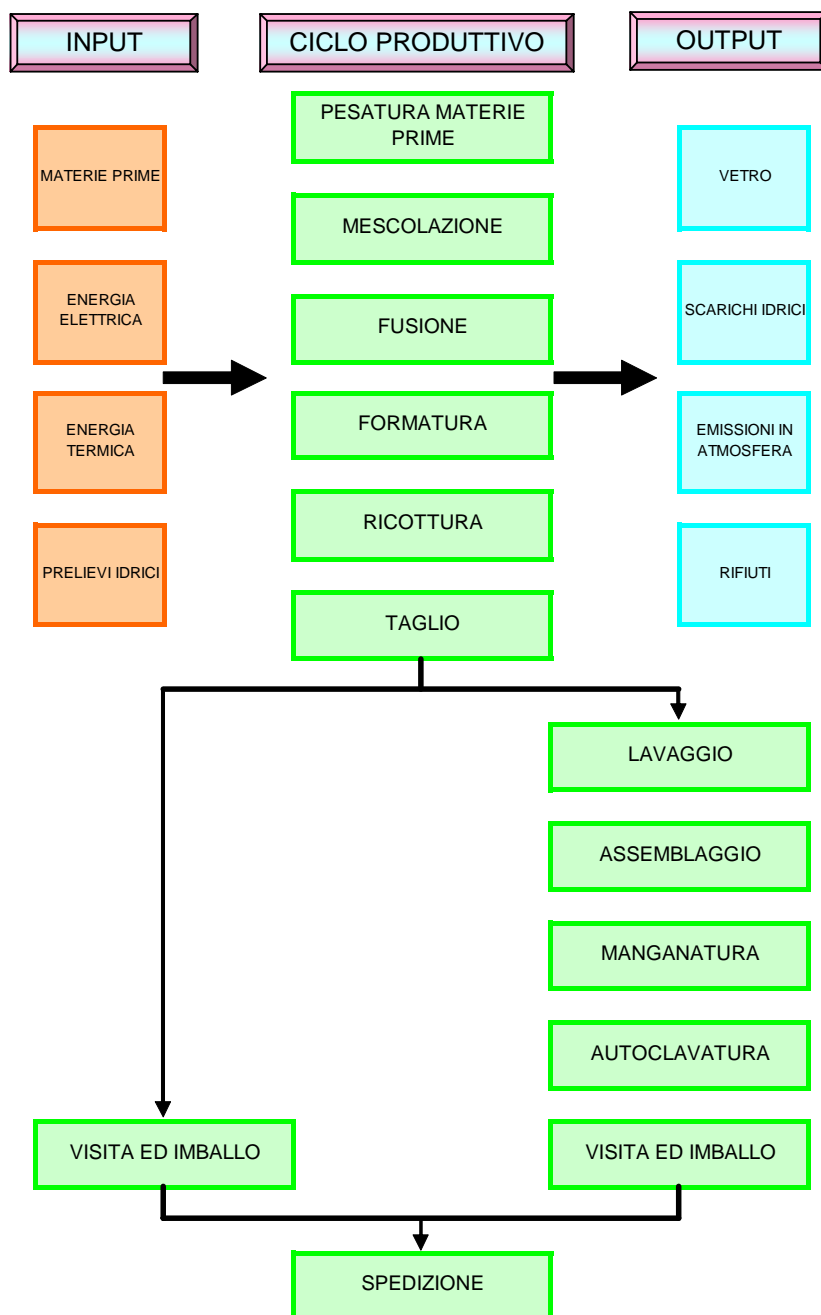 INPUT
CICLO PRODUTTIVO
OUTPUT
MATERIE PRIME
ENERGIA
ELETTRICA
ENERGIA
TERMICA
PRELIEVI IDRICI
PESATURA MATERIE
PRIME
MESCOLAZIONE
FUSIONE
FORMATURA
RICOTTURA
TAGLIO
VETRO
SCARICHI IDRICI
EMISSIONI IN
ATMOSFERA
RIFIUTI
LAVAGGIO
ASSEMBLAGGIO
MANGANATURA
AUTOCLAVATURA
VISITA ED IMBALLO
VISITA ED IMBALLO
SPEDIZIONE